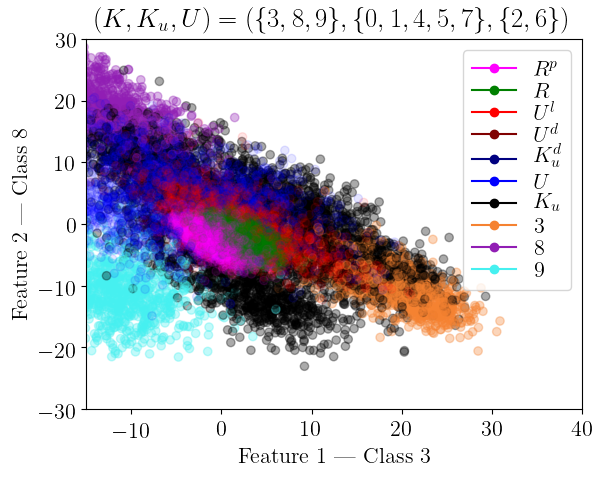 (K, K_u, U) = ({3, 8, 9}, {0, 1, 4, 5, 7}, {2, 6})
30
20
10
0
−10
−20
−30
Feature 2 — Class 8
R^p
R
U^l
U^d
K_u^d
U
K_u
3
8
9
−10
0
10
20
30
40
Feature 1 — Class 3